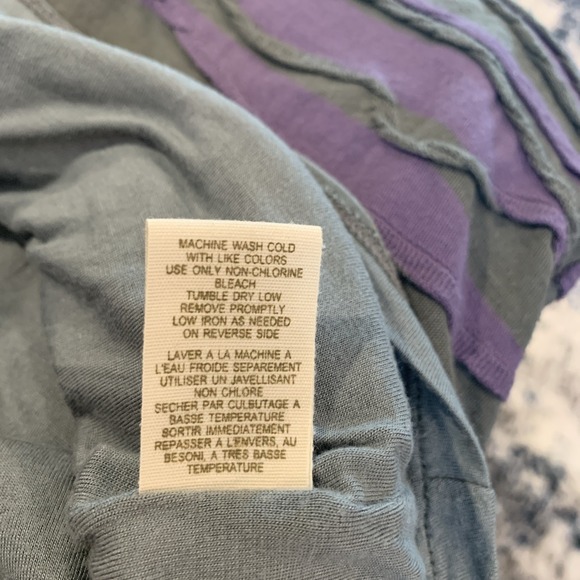 MACHINE WASH COLD
WITH LIKE COLORS
USE ONLY NON-CHLORINE
BLEACH
TUMBLE DRY LOW
REMOVE PROMPTLY
LOW IRON AS NEEDED
ON REVERSE SIDE
LAVER A LA MACHINE A
L'EAU FROIDE SEPAREMENT
UTILISER UN JAVELLISANT
NON CHLORE
SECHER PAR CULBUTAGE A
BASSE TEMPERATURE
SORTIR IMMEDIATEMENT
REPASSER A L'ENVERS, AU
BESONI, A TRES BASSE
TEMPERATURE